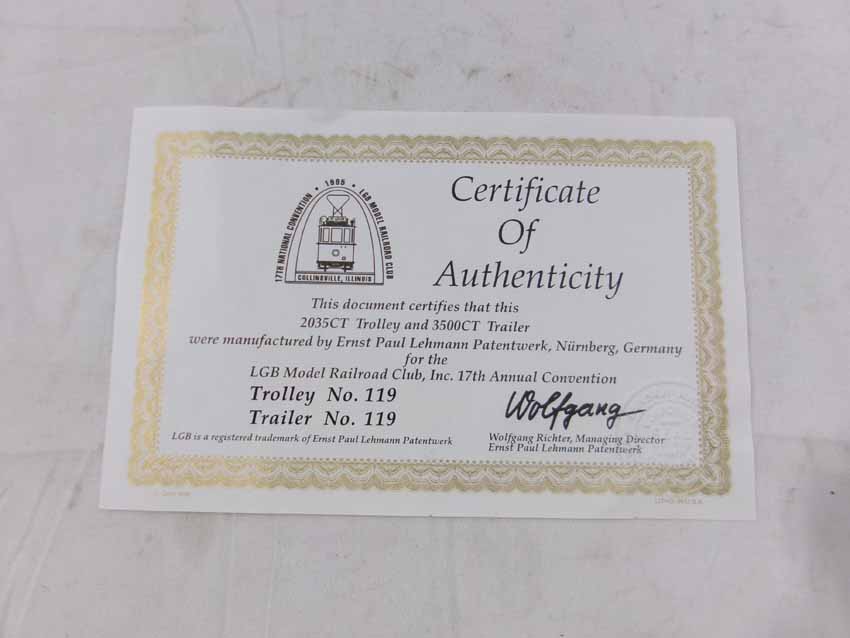 17TH NATIONAL CONVENTION • 1995 • LGB MODEL RAILROAD CLUB
COLLINSVILLE, ILLINOIS
Certificate
Of
Authenticity
This document certifies that this
2035CT Trolley and 3500CT Trailer
were manufactured by Ernst Paul Lehmann Patentwerk, Nürnberg, Germany
for the
LGB Model Railroad Club, Inc. 17th Annual Convention
Trolley No. 119
Trailer No. 119
LGB is a registered trademark of Ernst Paul Lehmann Patentwerk
Wolfgang
Wolfgang Richter, Managing Director
Ernst Paul Lehmann Patentwerk
LITHO IN U.S.A.